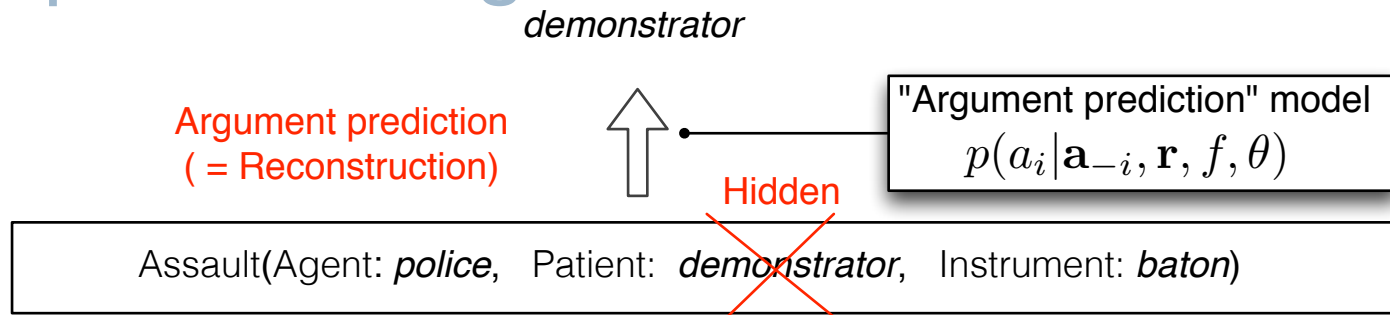 demonstrator
"Argument prediction" model
Argument prediction
( = Reconstruction)
p(a_i|a_{−i}, r, f, θ)
Hidden
Assault(Agent: police, Patient: demonstrator, Instrument: baton)